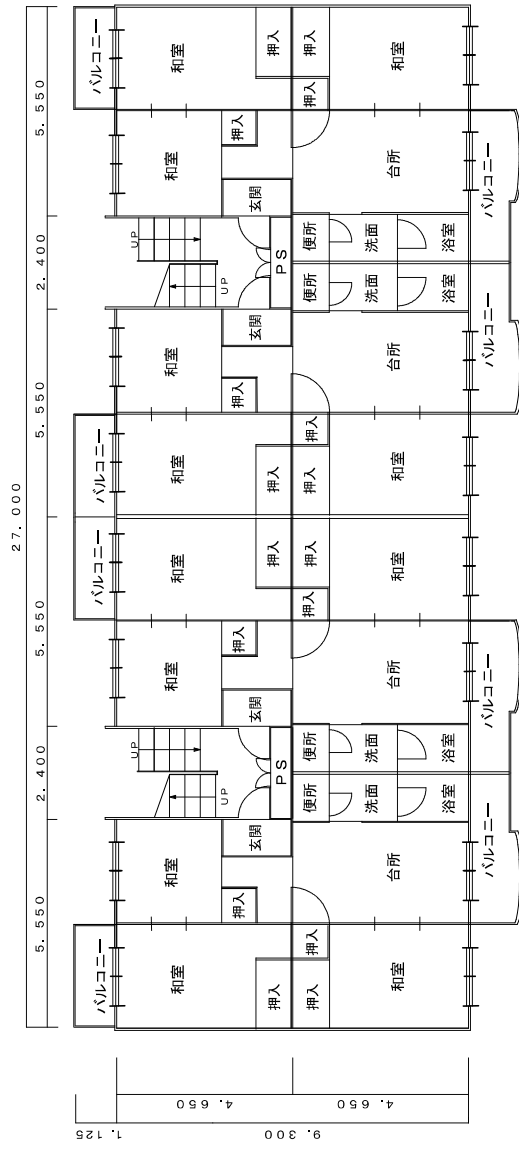 27.000
5.550 2.400 5.550 5.550 2.400 5.550
バルコニー バルコニー バルコニー バルコニー
1.125
UP UP
和室 和室 和室 和室 和室 和室 和室 和室
UP UP
4.650
押入 押入 押入 押入
玄関 玄関 玄関 玄関
押入 PS 押入 押入 PS 押入
9.300
押入 押入 便所 便所 押入 押入 押入 押入 便所 便所 押入 押入
洗面 洗面 洗面 洗面
4.650
和室 台所 台所 和室 和室 台所 台所 和室
浴室 浴室 浴室 浴室
バルコニー バルコニー バルコニー バルコニー